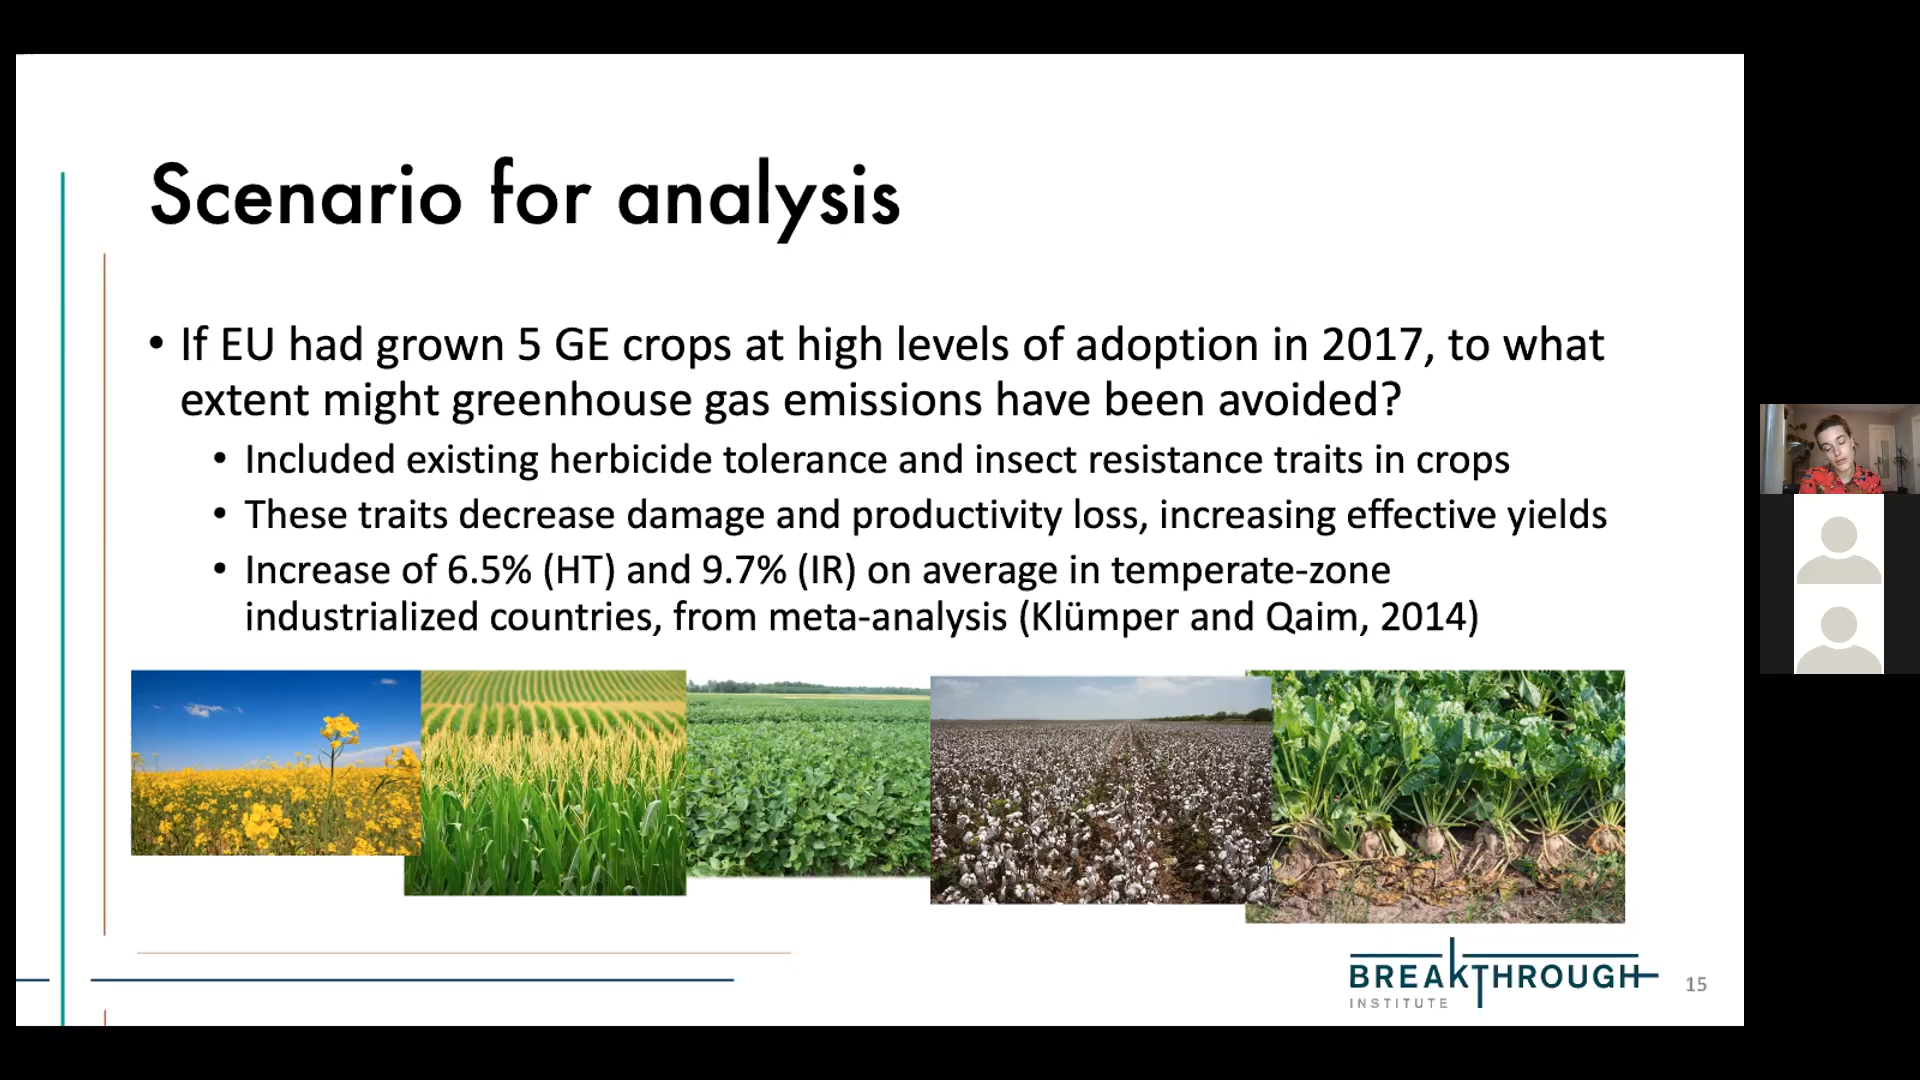 Scenario for analysis
• If EU had grown 5 GE crops at high levels of adoption in 2017, to what
extent might greenhouse gas emissions have been avoided?
• Included existing herbicide tolerance and insect resistance traits in crops
• These traits decrease damage and productivity loss, increasing effective yields
• Increase of 6.5% (HT) and 9.7% (IR) on average in temperate-zone
industrialized countries, from meta-analysis (Klümper and Qaim, 2014)
BREAKTHROUGH
INSTITUTE
15